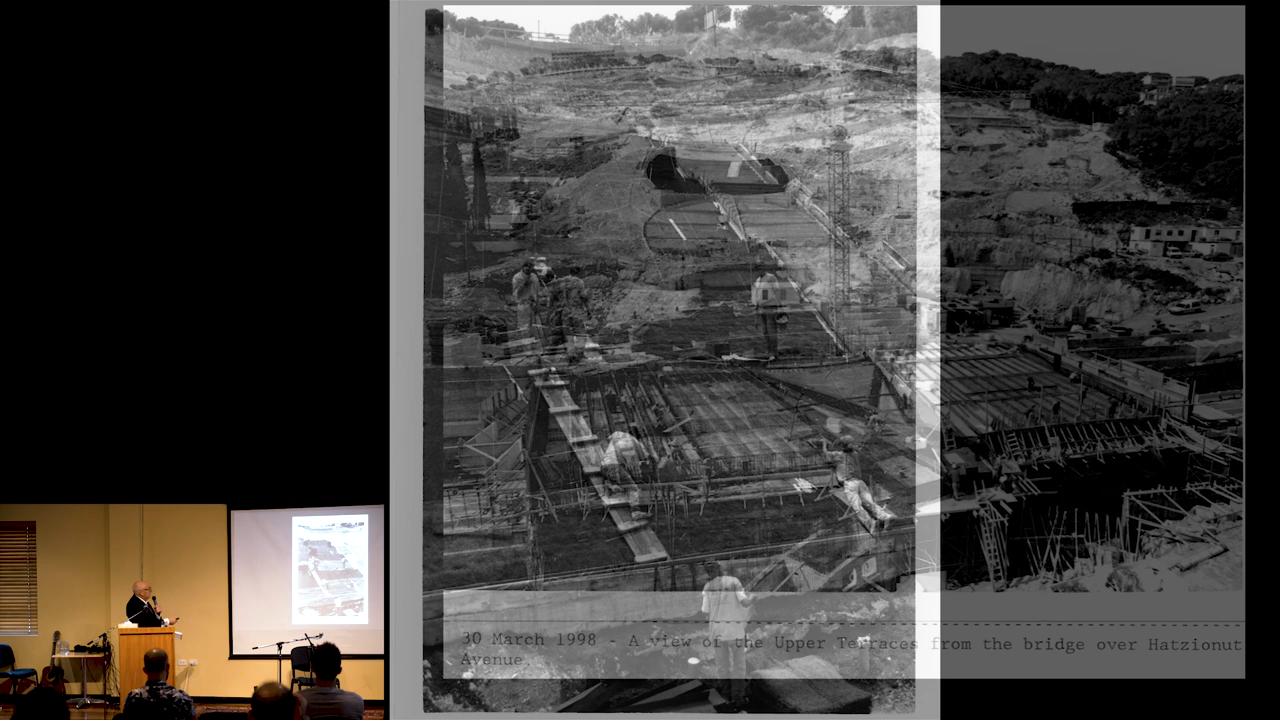 30 March 1998 - A view of the Upper Terraces from the bridge over Hatzionut
Avenue.